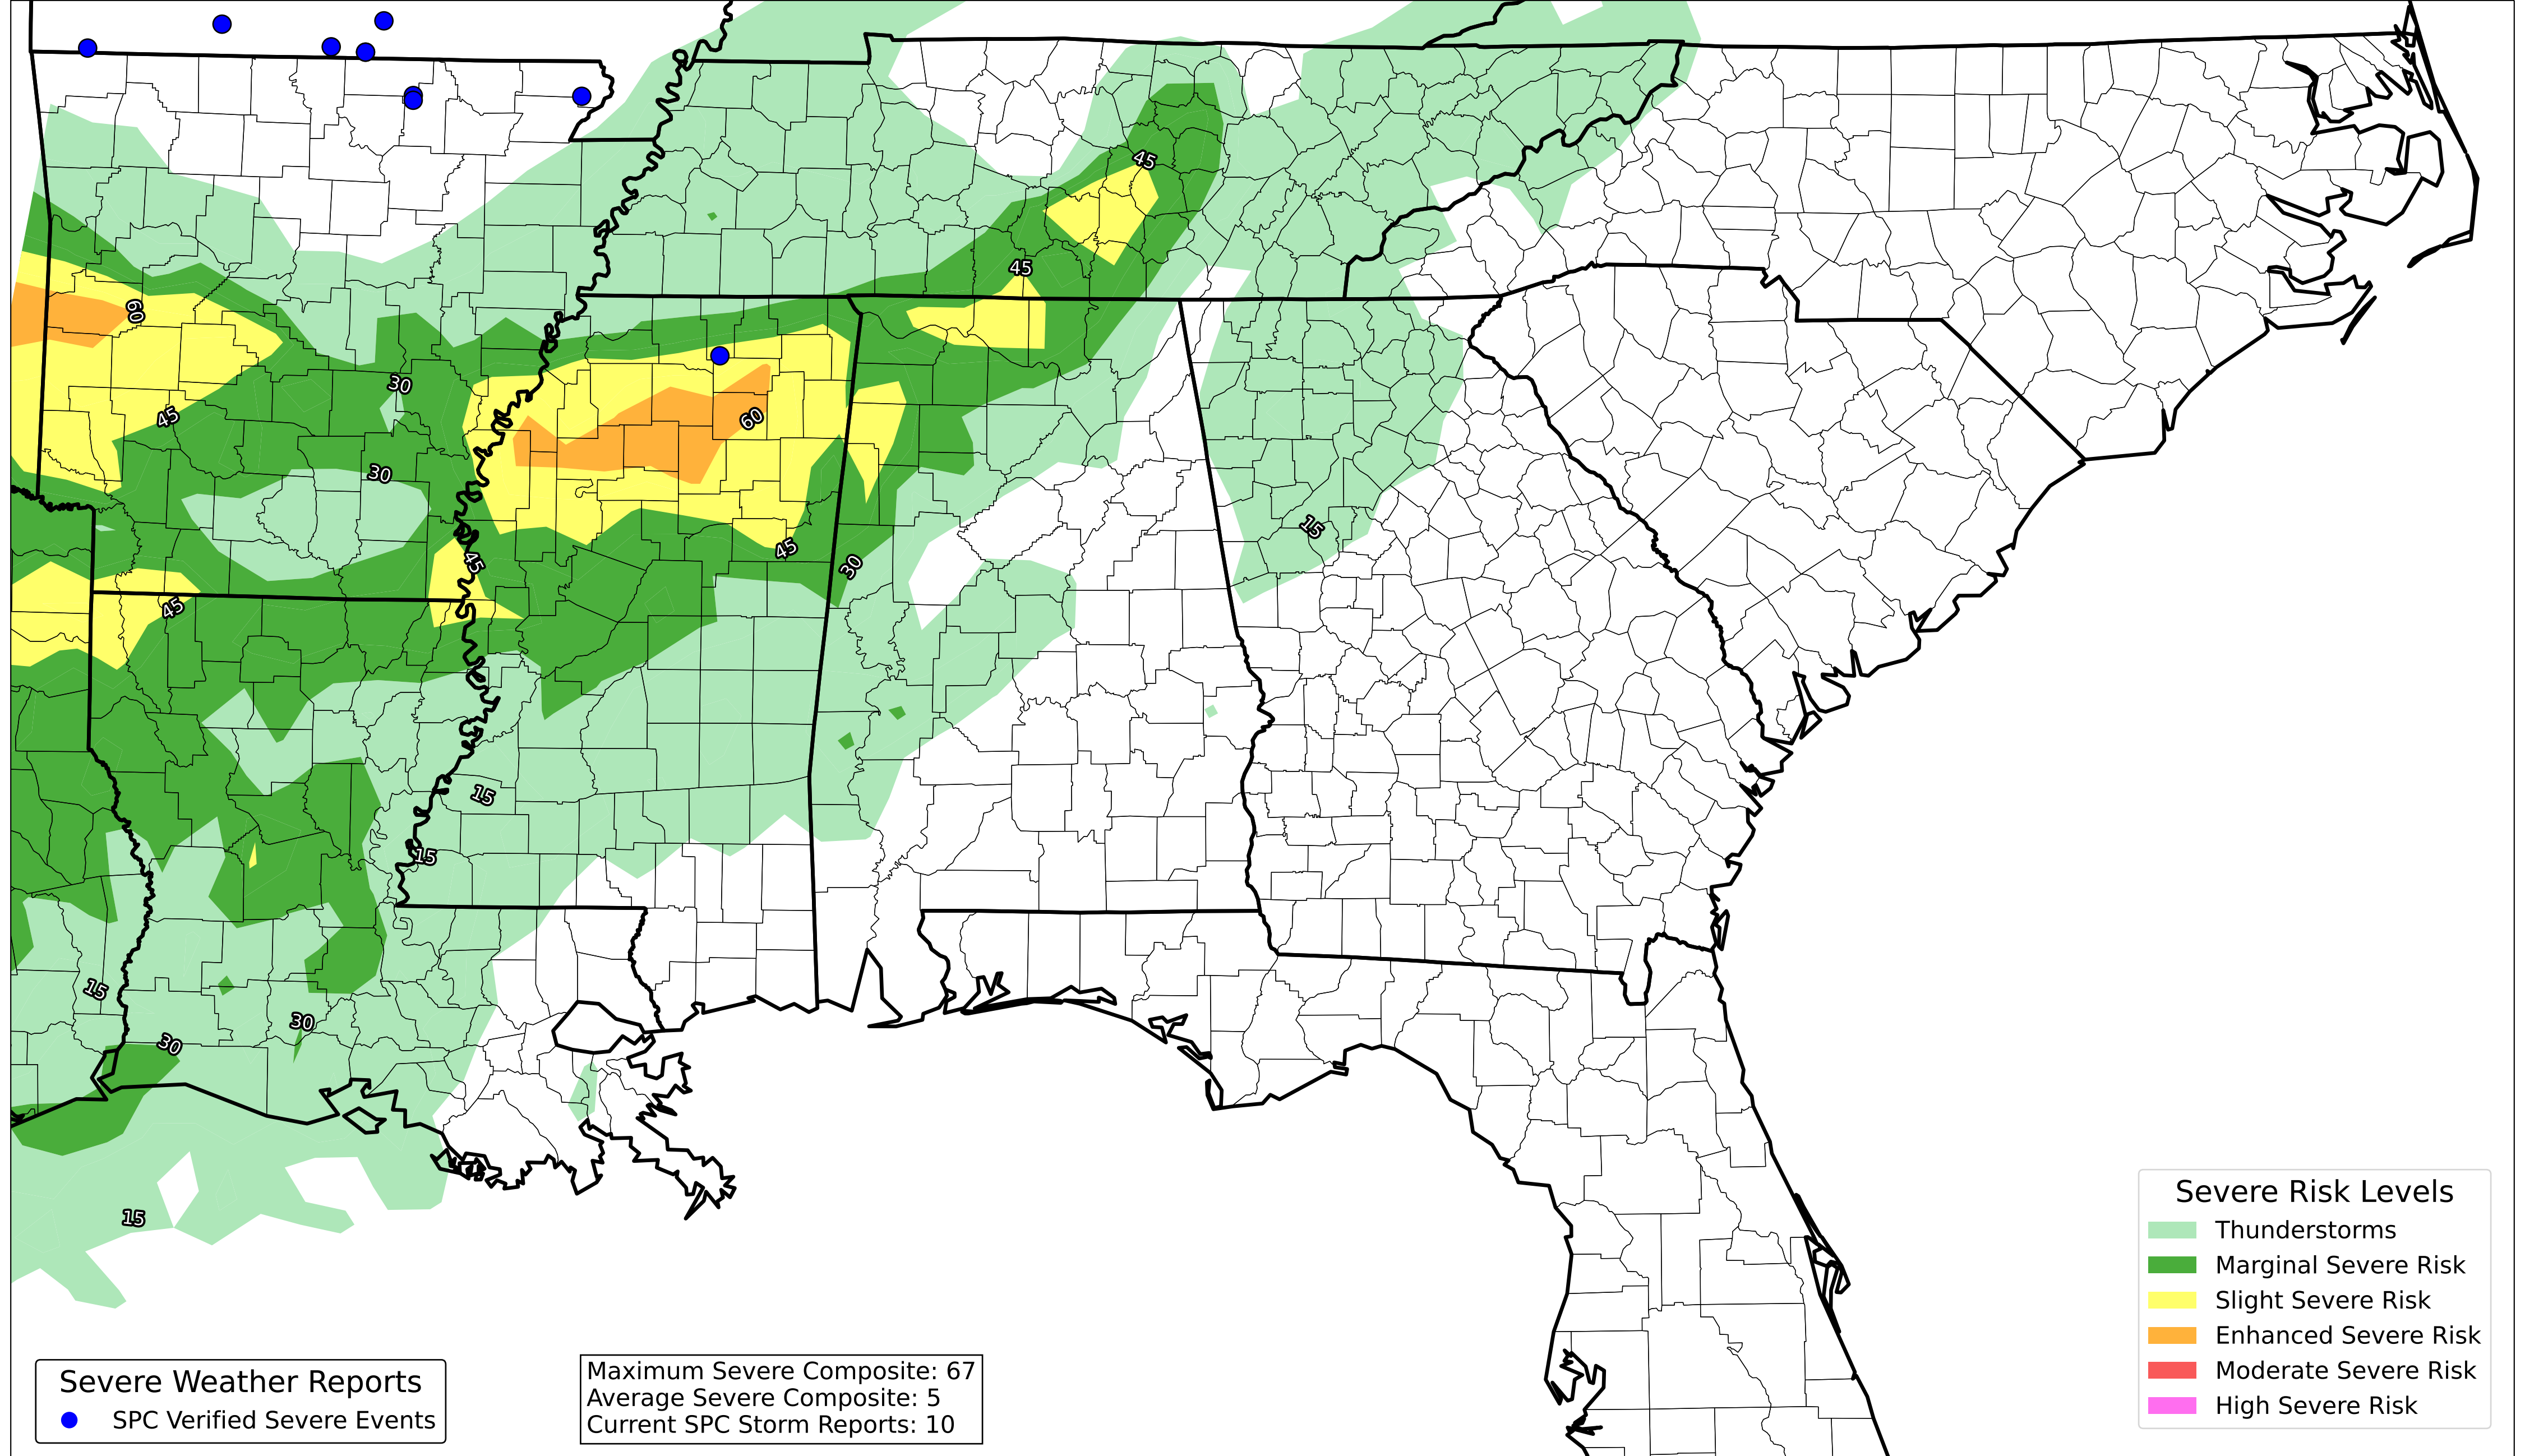 45
45
60
30
45
60
30
15
45
45
30
45
15
15
15
30
30
15
Severe Risk Levels
Thunderstorms
Marginal Severe Risk
Slight Severe Risk
Enhanced Severe Risk
Moderate Severe Risk
High Severe Risk
Severe Weather Reports
SPC Verified Severe Events
Maximum Severe Composite: 67
Average Severe Composite: 5
Current SPC Storm Reports: 10